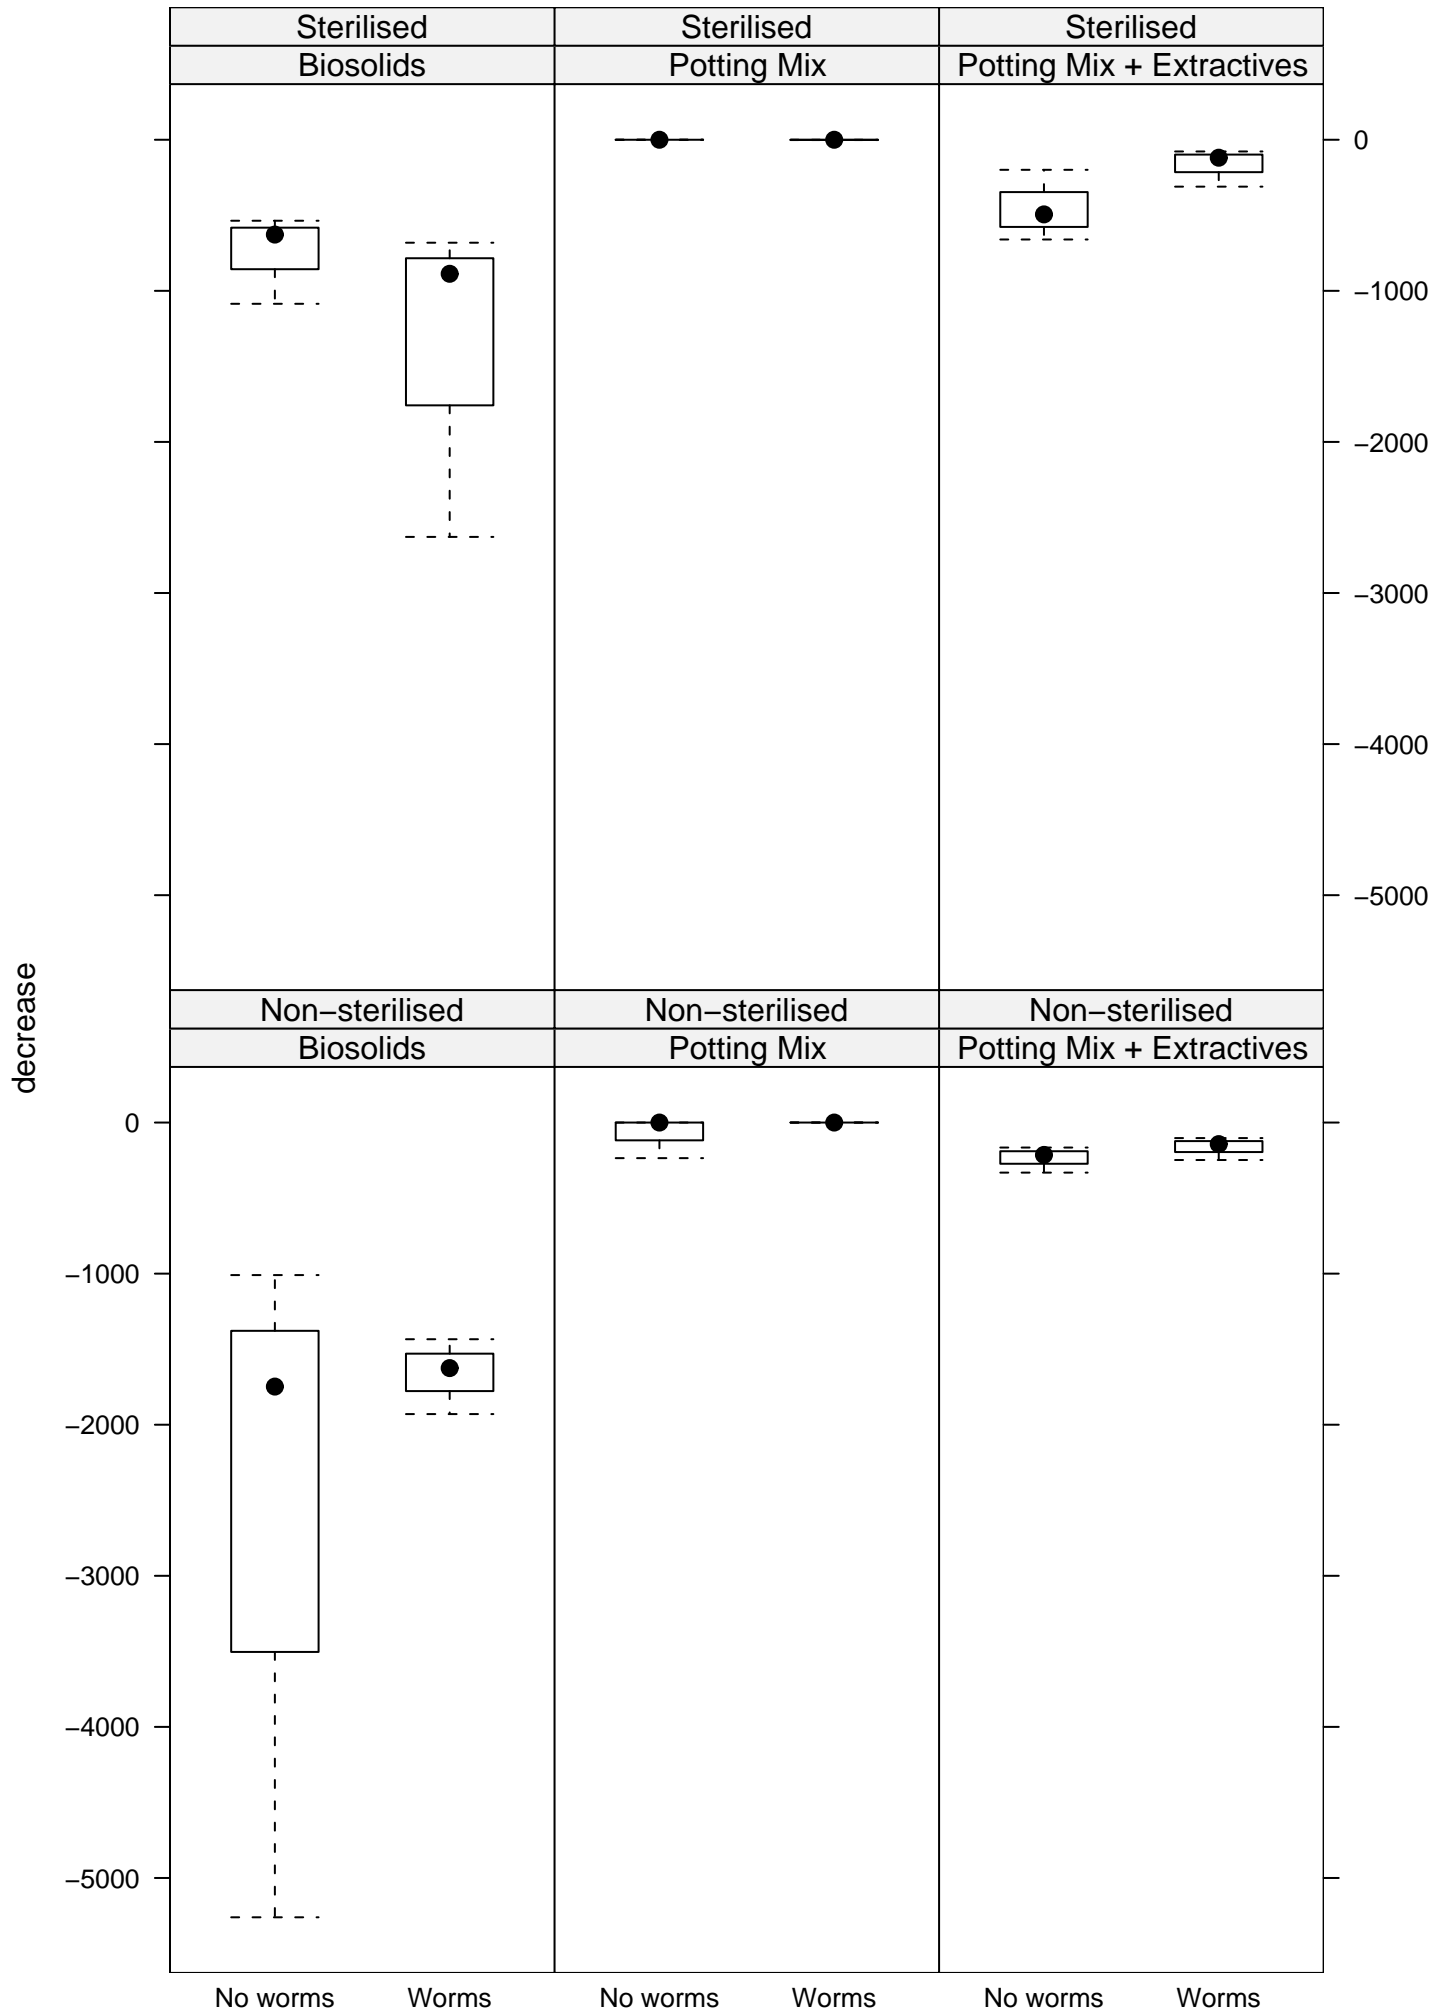 Sterilised Sterilised Sterilised
Biosolids Potting Mix Potting Mix + Extractives
0
−1000
−2000
−3000
−4000
−5000
decrease
Non−sterilised Non−sterilised Non−sterilised
Biosolids Potting Mix Potting Mix + Extractives
0
−1000
−2000
−3000
−4000
−5000
No worms Worms No worms Worms No worms Worms